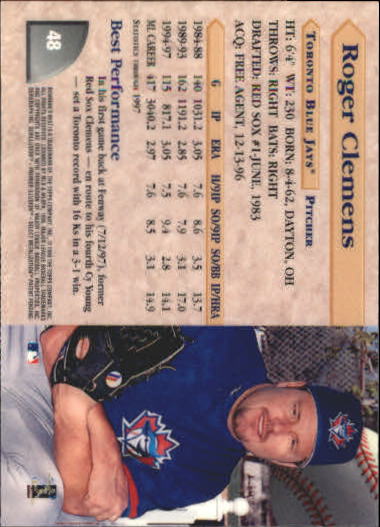 Roger Clemens
TORONTO BLUE JAYS® PITCHER
HT: 6'4" WT: 230 BORN: 8-4-62, DAYTON, OH
THROWS: RIGHT BATS: RIGHT
DRAFTED: RED SOX #1-JUNE, 1983
ACQ: FREE AGENT, 12-13-96
G IP ERA H/9IP SO/9IP SO/BB IP/HRA
1984-88 140 1031.2 3.05 7.6 8.6 3.5 13.7
1989-93 162 1191.2 2.85 7.6 7.9 3.1 17.0
1994-97 115 817.1 3.05 7.5 9.4 2.8 14.1
ML CAREER 417 3040.2 2.97 7.6 8.5 3.1 14.9
STATISTICS THROUGH 1997
Best Performance
In his first game back at Fenway (7/12/97), former
Red Sox Clemens — en route to his fourth Cy Young
— set a Toronto record with 16 Ks in a 3-1 win.
48